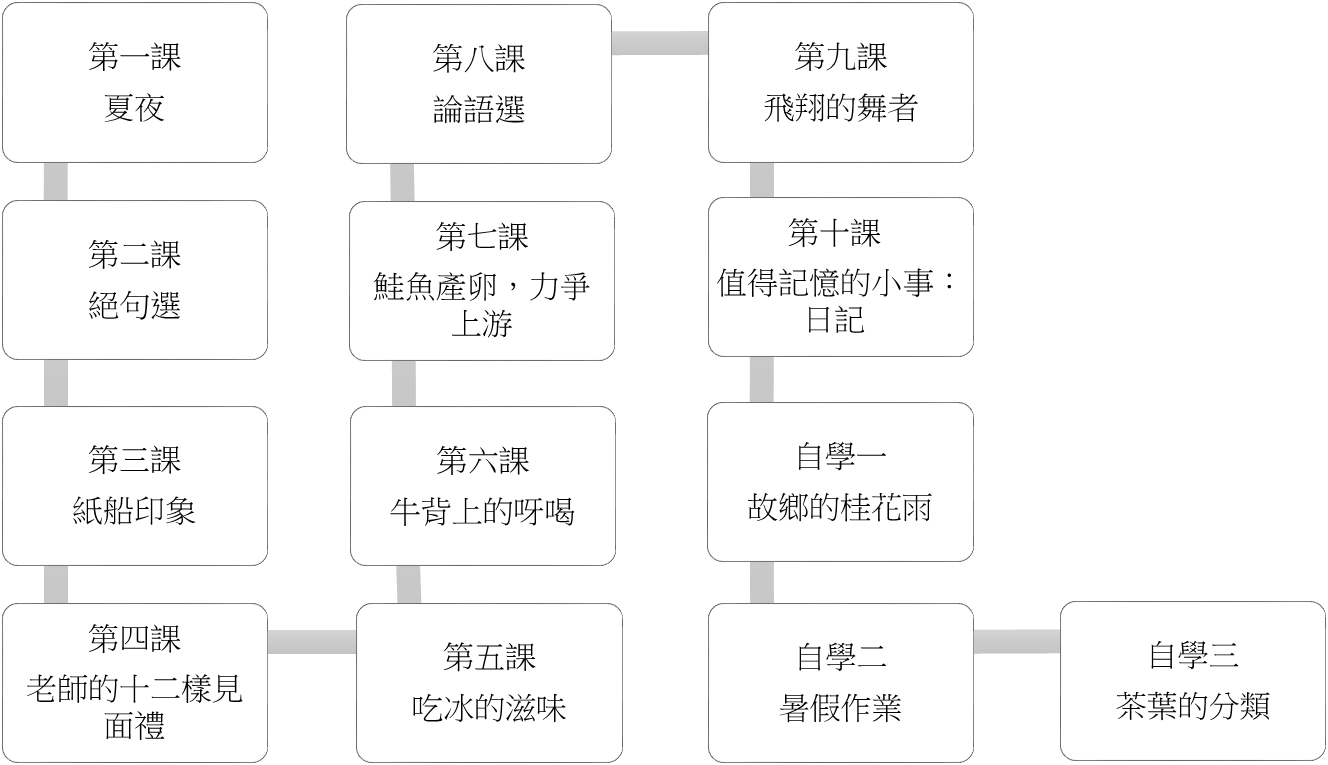 第一課
夏夜
第二課
絕句選
第三課
紙船印象
第四課
老師的十二樣見
面禮
第五課
吃冰的滋味
第六課
牛背上的呀喝
第七課
鮭魚產卵，力爭
上游
第八課
論語選
第九課
飛翔的舞者
第十課
值得記憶的小事：
日記
自學一
故鄉的桂花雨
自學二
暑假作業
自學三
茶葉的分類